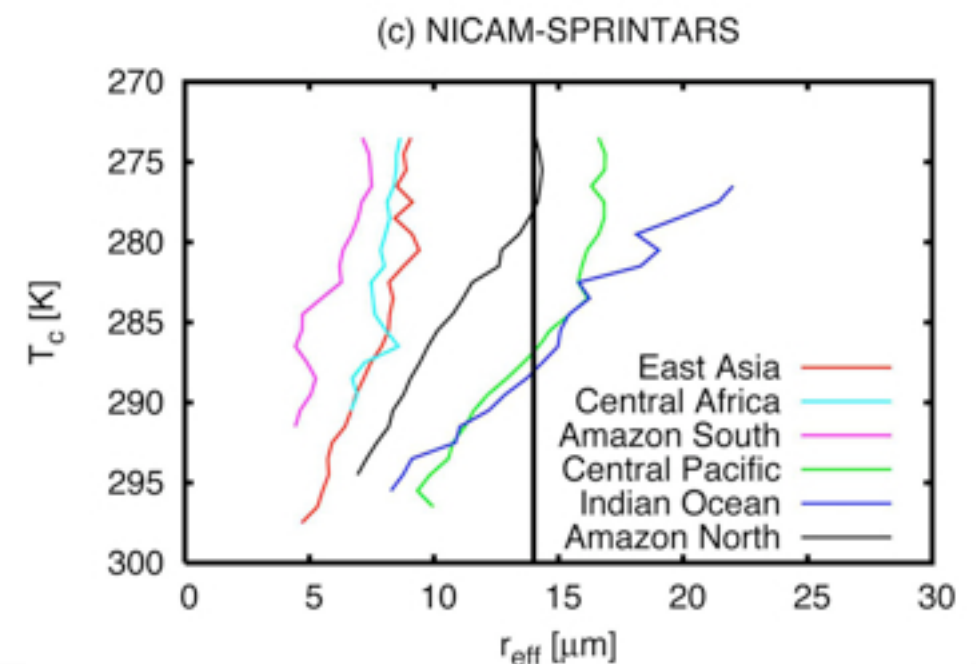 (c) NICAM-SPRINTARS
270
275
280
285
290
295
300
T_c [K]
East Asia
Central Africa
Amazon South
Central Pacific
Indian Ocean
Amazon North
0 5 10 15 20 25 30
r_eff [μm]